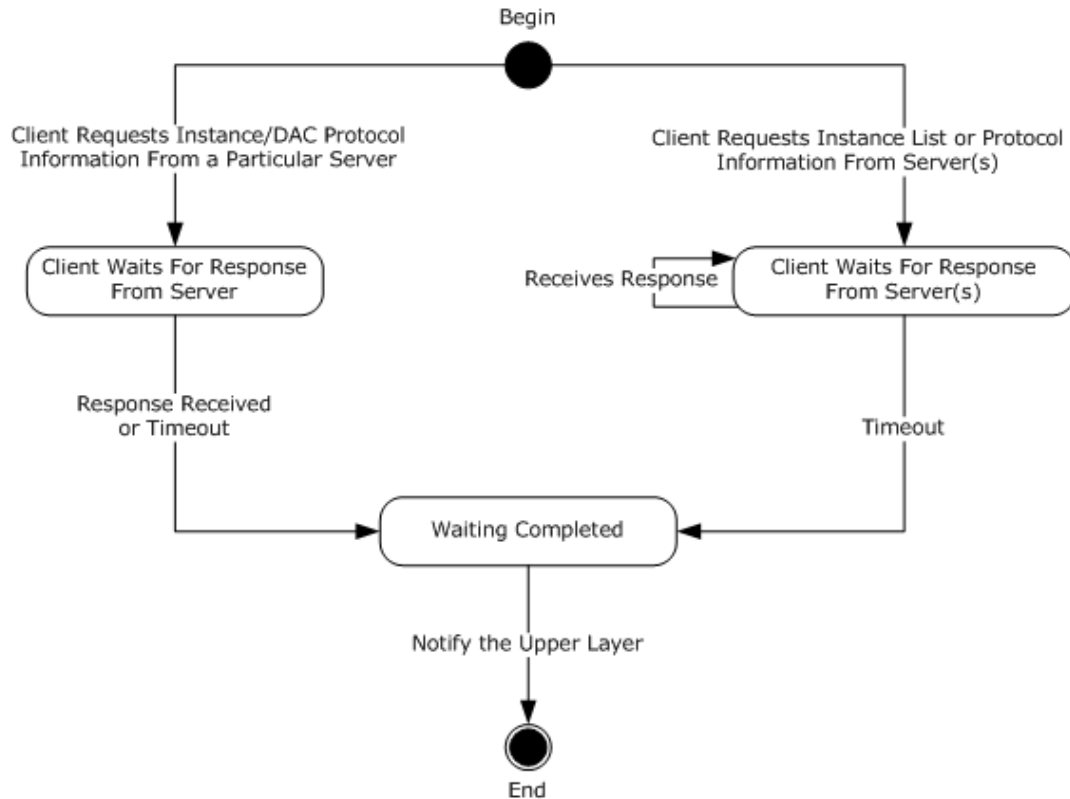 Begin
Client Requests Instance/DAC Protocol
Information From a Particular Server
Client Requests Instance List or Protocol
Information From Server(s)
Client Waits For Response
From Server
Receives Response
Client Waits For Response
From Server(s)
Response Received
or Timeout
Timeout
Waiting Completed
Notify the Upper Layer
End